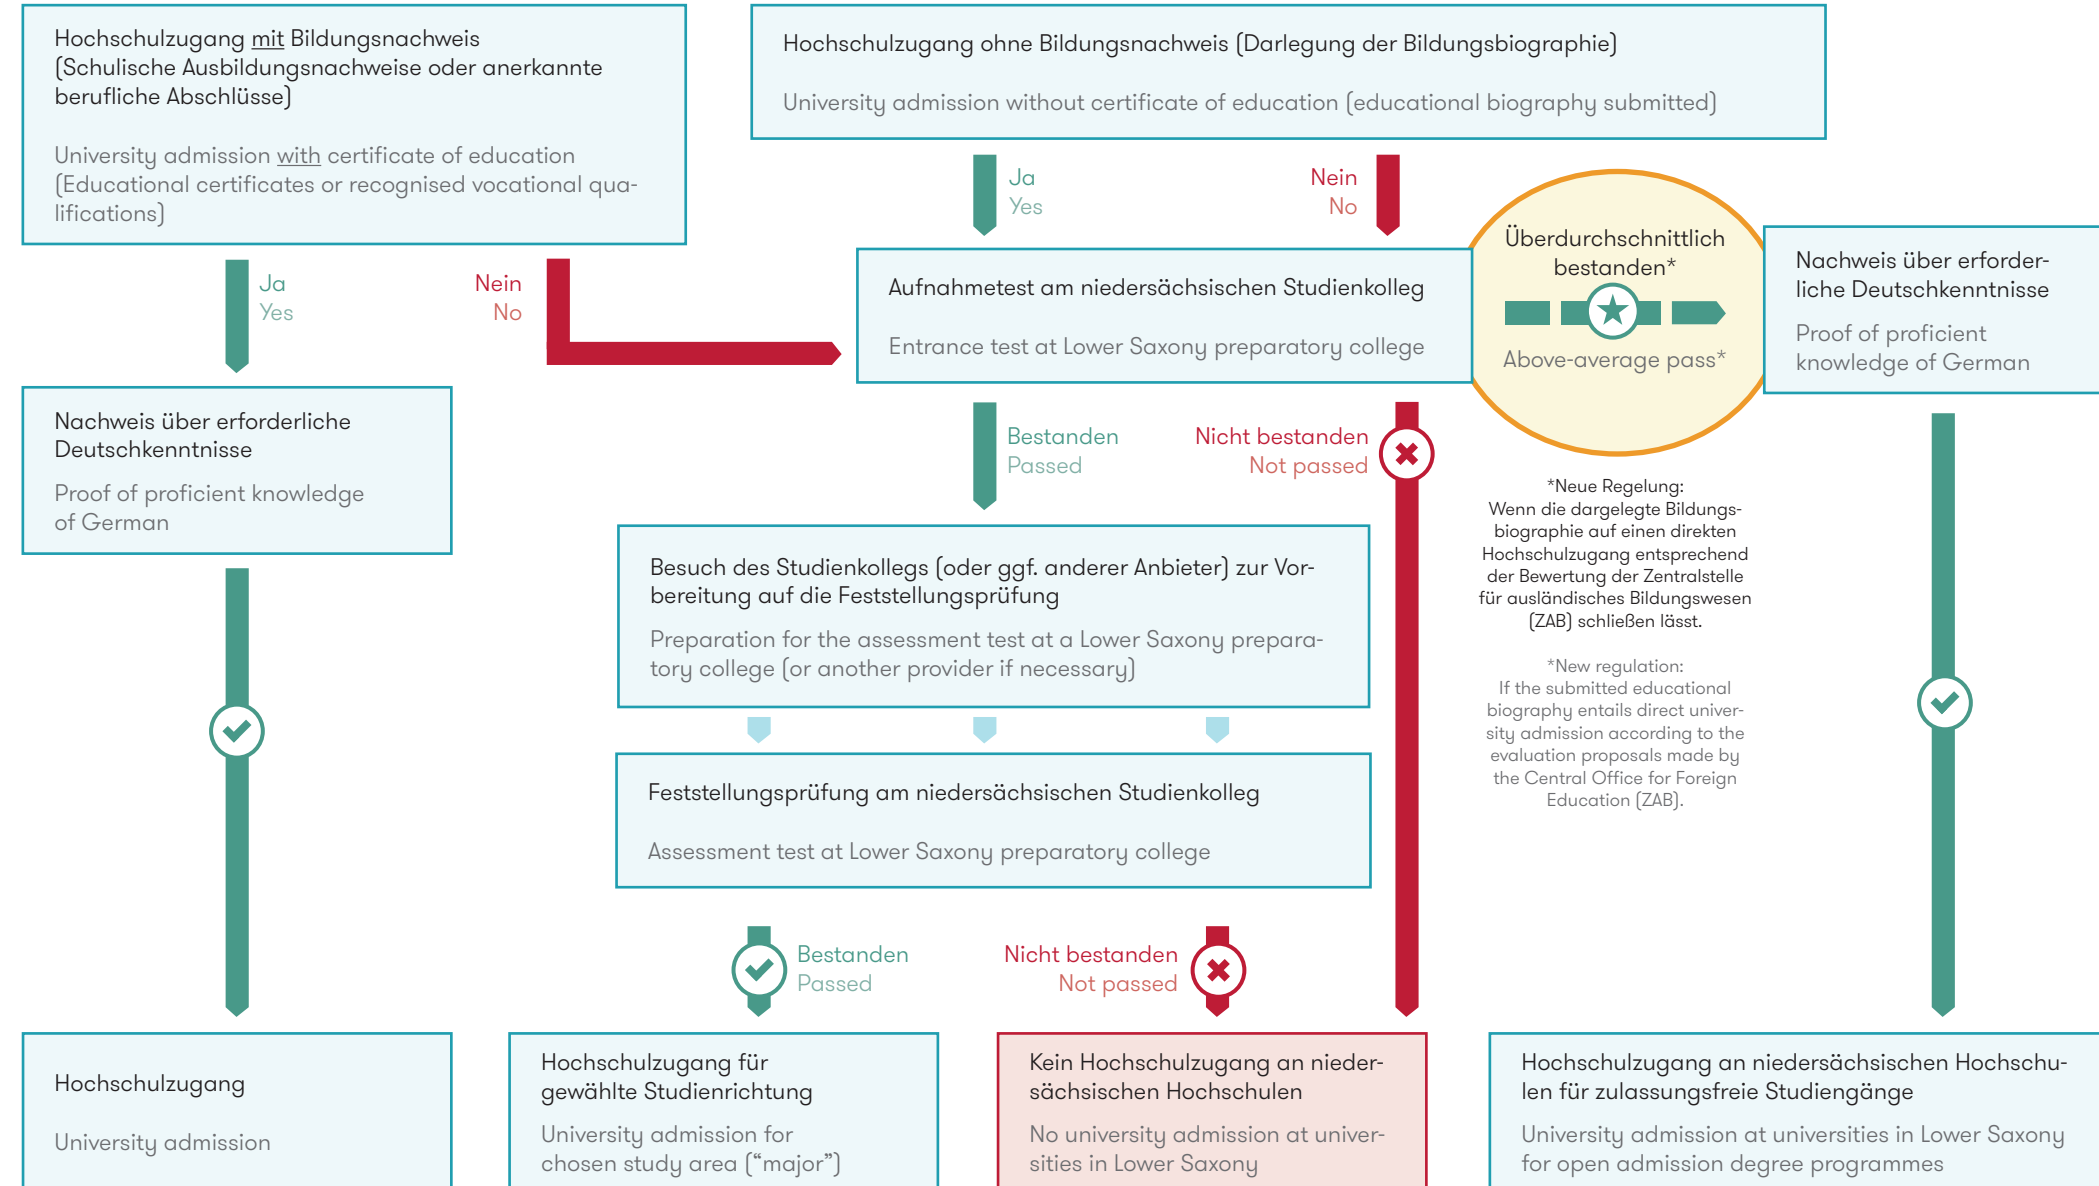 Hochschulzugang mit Bildungsnachweis
(Schulische Ausbildungsnachweise oder anerkannte
berufliche Abschlüsse)
University admission with certificate of education
(Educational certificates or recognised vocational qua-
lifications)
Hochschulzugang ohne Bildungsnachweis (Darlegung der Bildungsbiographie)
University admission without certificate of education (educational biography submitted)
Ja
Yes
Nein
No
Ja
Yes
Nein
No
Aufnahmetest am niedersächsischen Studienkolleg
Entrance test at Lower Saxony preparatory college
Überdurchschnittlich
bestanden*
Above-average pass*
Nachweis über erforder-
liche Deutschkenntnisse
Proof of proficient
knowledge of German
Nachweis über erforderliche
Deutschkenntnisse
Proof of proficient knowledge
of German
Bestanden
Passed
Nicht bestanden
Not passed
*Neue Regelung:
Wenn die dargelegte Bildungs-
biographie auf einen direkten
Hochschulzugang entsprechend
der Bewertung der Zentralstelle
für ausländisches Bildungswesen
(ZAB) schließen lässt.
*New regulation:
If the submitted educational
biography entails direct univer-
sity admission according to the
evaluation proposals made by
the Central Office for Foreign
Education (ZAB).
Besuch des Studienkollegs (oder ggf. anderer Anbieter) zur Vor-
bereitung auf die Feststellungsprüfung
Preparation for the assessment test at a Lower Saxony prepara-
tory college (or another provider if necessary)
Feststellungsprüfung am niedersächsischen Studienkolleg
Assessment test at Lower Saxony preparatory college
Bestanden
Passed
Nicht bestanden
Not passed
Hochschulzugang
University admission
Hochschulzugang für
gewählte Studienrichtung
University admission for
chosen study area (“major”)
Kein Hochschulzugang an nieder-
sächsischen Hochschulen
No university admission at univer-
sities in Lower Saxony
Hochschulzugang an niedersächsischen Hochschu-
len für zulassungsfreie Studiengänge
University admission at universities in Lower Saxony
for open admission degree programmes